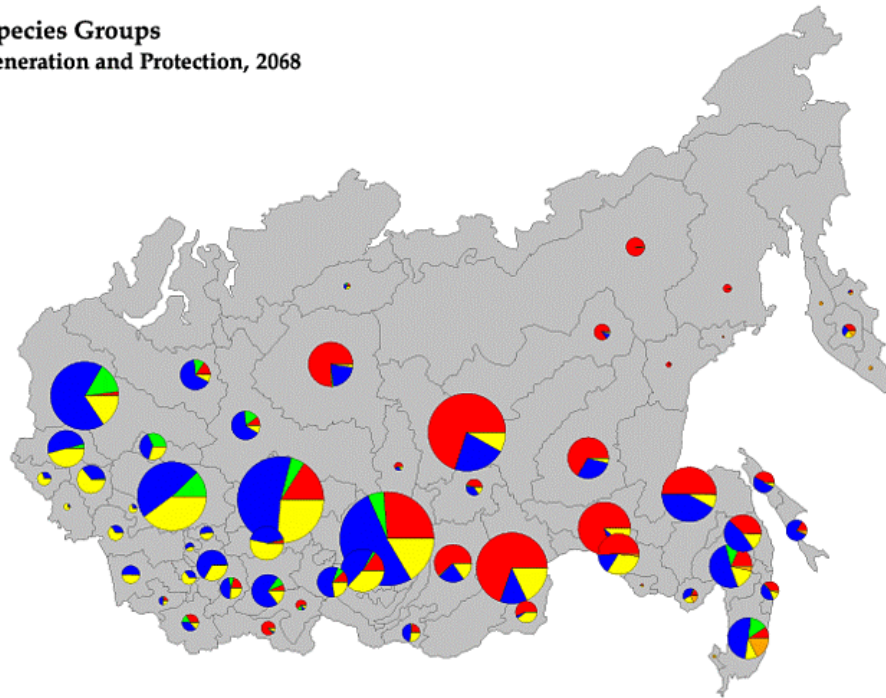 pecies Groups
eneration and Protection, 2068